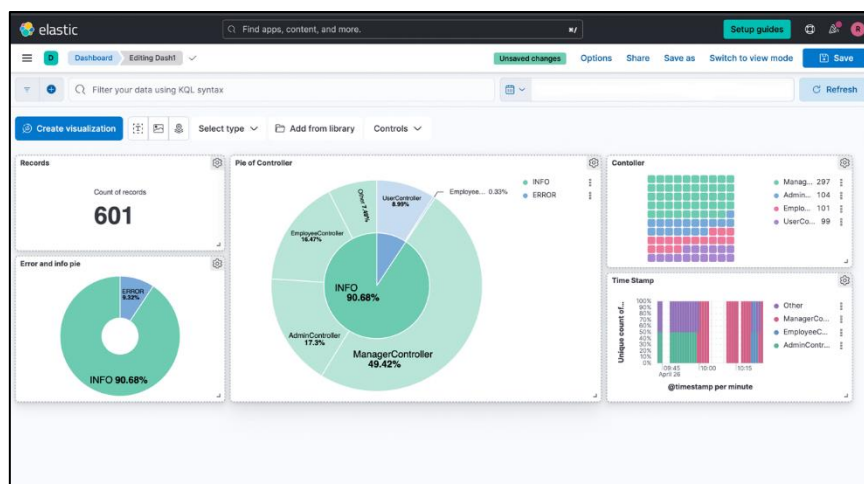 elastic
Find apps, content, and more.
⌘/
Setup guides
R
D
Dashboard
Editing Dash1
Unsaved changes
Options
Share
Save as
Switch to view mode
Save
Filter your data using KQL syntax
Refresh
Create visualization
Select type
Add from library
Controls
Records
Count of records
601
Error and info pie
ERROR
9.32%
INFO 90.68%
Pie of Controller
INFO
ERROR
Other 7.49%
UserController
8.99%
Employee... 0.33%
EmployeeController
16.47%
INFO
90.68%
AdminController
17.3%
ManagerController
49.42%
Contoller
Manag... 297
Admin... 104
Emplo... 101
UserCo... 99
Time Stamp
Unique count of...
100%
90%
80%
70%
60%
50%
40%
30%
20%
10%
0%
09:45
April 26
10:00
10:15
@timestamp per minute
Other
ManagerCo...
EmployeeC...
AdminContr...